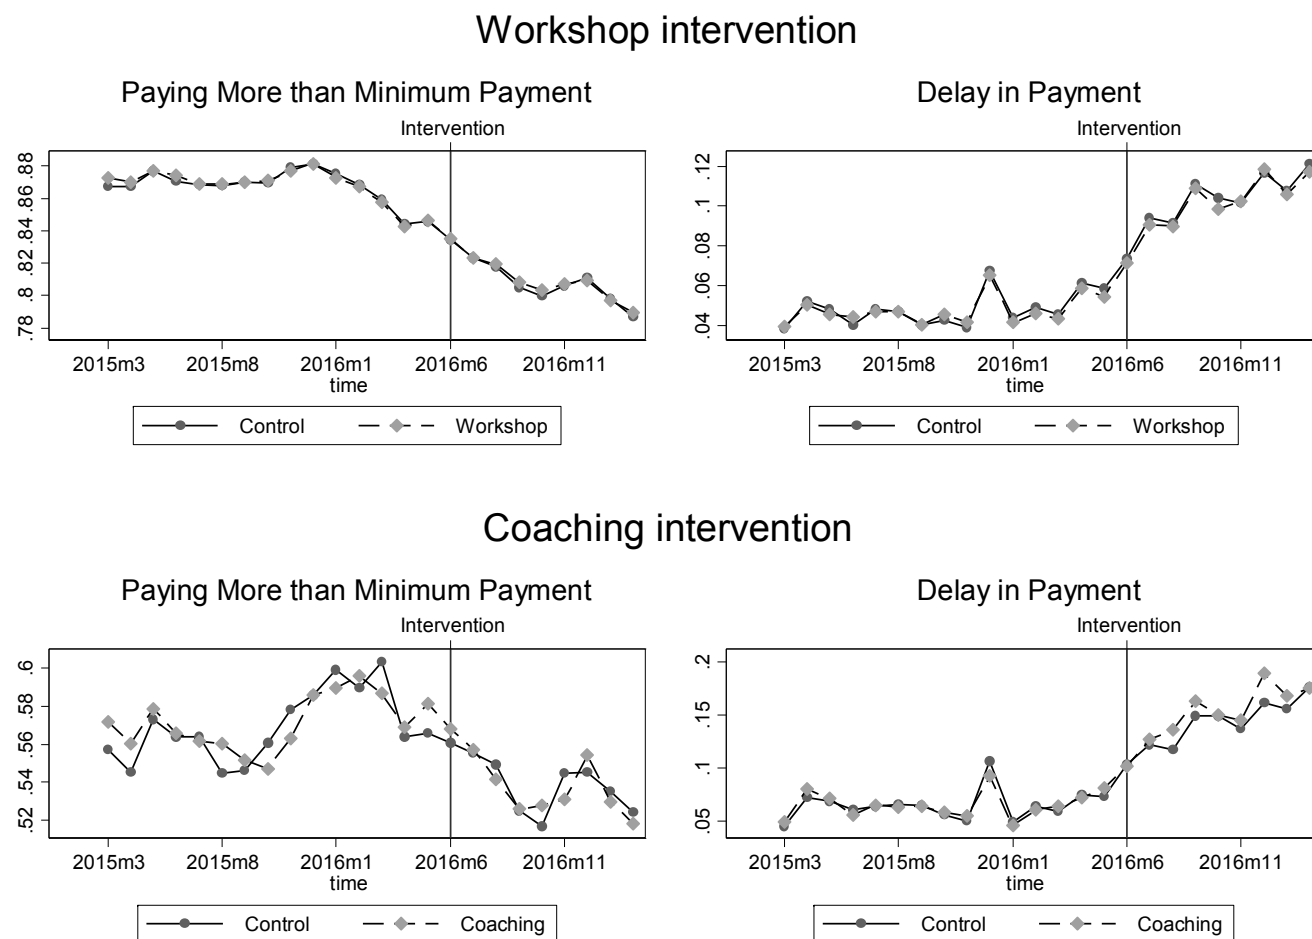 Workshop intervention
Paying More than Minimum Payment
Intervention
.88
.86
.84
.82
.8
.78
2015m3 2015m8 2016m1 2016m6 2016m11
time
Control Workshop
Delay in Payment
Intervention
.12
.1
.08
.06
.04
2015m3 2015m8 2016m1 2016m6 2016m11
time
Control Workshop
Coaching intervention
Paying More than Minimum Payment
Intervention
.6
.58
.56
.54
.52
2015m3 2015m8 2016m1 2016m6 2016m11
time
Control Coaching
Delay in Payment
Intervention
.2
.15
.1
.05
2015m3 2015m8 2016m1 2016m6 2016m11
time
Control Coaching